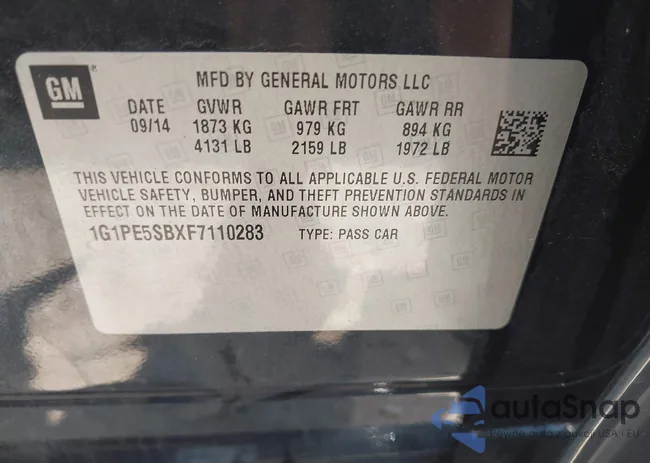 GM
MFD BY GENERAL MOTORS LLC
DATE GVWR GAWR FRT GAWR RR
09/14 1873 KG 979 KG 894 KG
4131 LB 2159 LB 1972 LB
THIS VEHICLE CONFORMS TO ALL APPLICABLE U.S. FEDERAL MOTOR
VEHICLE SAFETY, BUMPER, AND THEFT PREVENTION STANDARDS IN
EFFECT ON THE DATE OF MANUFACTURE SHOWN ABOVE.
1G1PE5SBXF7110283 TYPE: PASS CAR
autoSnap